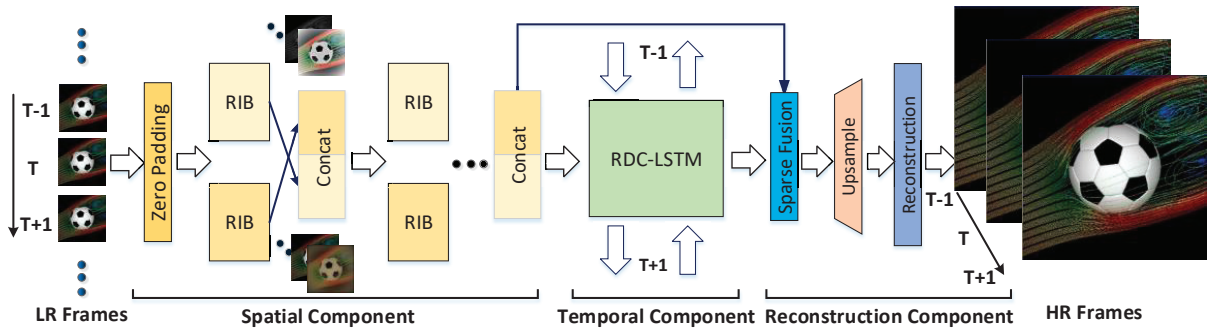 T-1
T
T+1
LR Frames
Zero Padding
RIB
RIB
Concat
RIB
RIB
Concat
Spatial Component
T-1
RDC-LSTM
T+1
Temporal Component
Sparse Fusion
Upsample
Reconstruction
Reconstruction Component
T-1
T
T+1
HR Frames